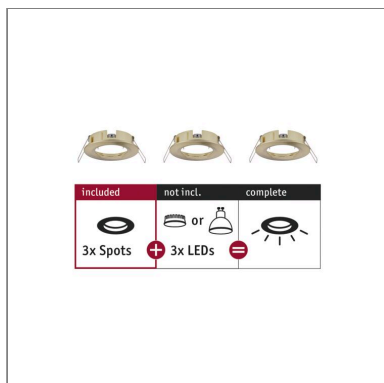 included not incl. complete
or
3x Spots + 3x LEDs =